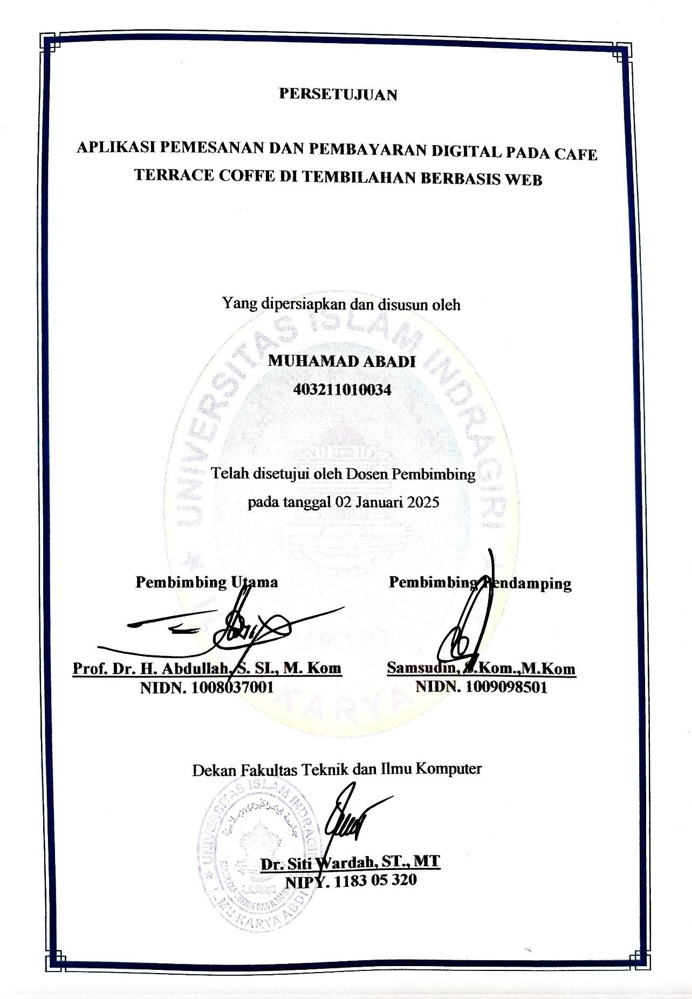 PERSETUJUAN
APLIKASI PEMESANAN DAN PEMBAYARAN DIGITAL PADA CAFE
TERRACE COFFE DI TEMBILAHAN BERBASIS WEB
Yang dipersiapkan dan disusun oleh
UNIVERSITAS ISLAM INDRAGIRI
MUHAMAD ABADI
403211010034
Telah disetujui oleh Dosen Pembimbing
pada tanggal 02 Januari 2025
Pembimbing Utama
Pembimbing Pendamping
Prof. Dr. H. Abdullah, S. SI., M. Kom
NIDN. 1008037001
Samsudin, S.Kom.,M.Kom
NIDN. 1009098501
KARYA
Dekan Fakultas Teknik dan Ilmu Komputer
UNIVERSITAS ISLAM INDRAGIRI
جامعة إندراكيري الإسلامية
FAKULTAS TEKNIK DAN ILMU
ILMU KARYA ABDI
Dr. Siti Wardah, ST., MT
NIPY. 1183 05 320